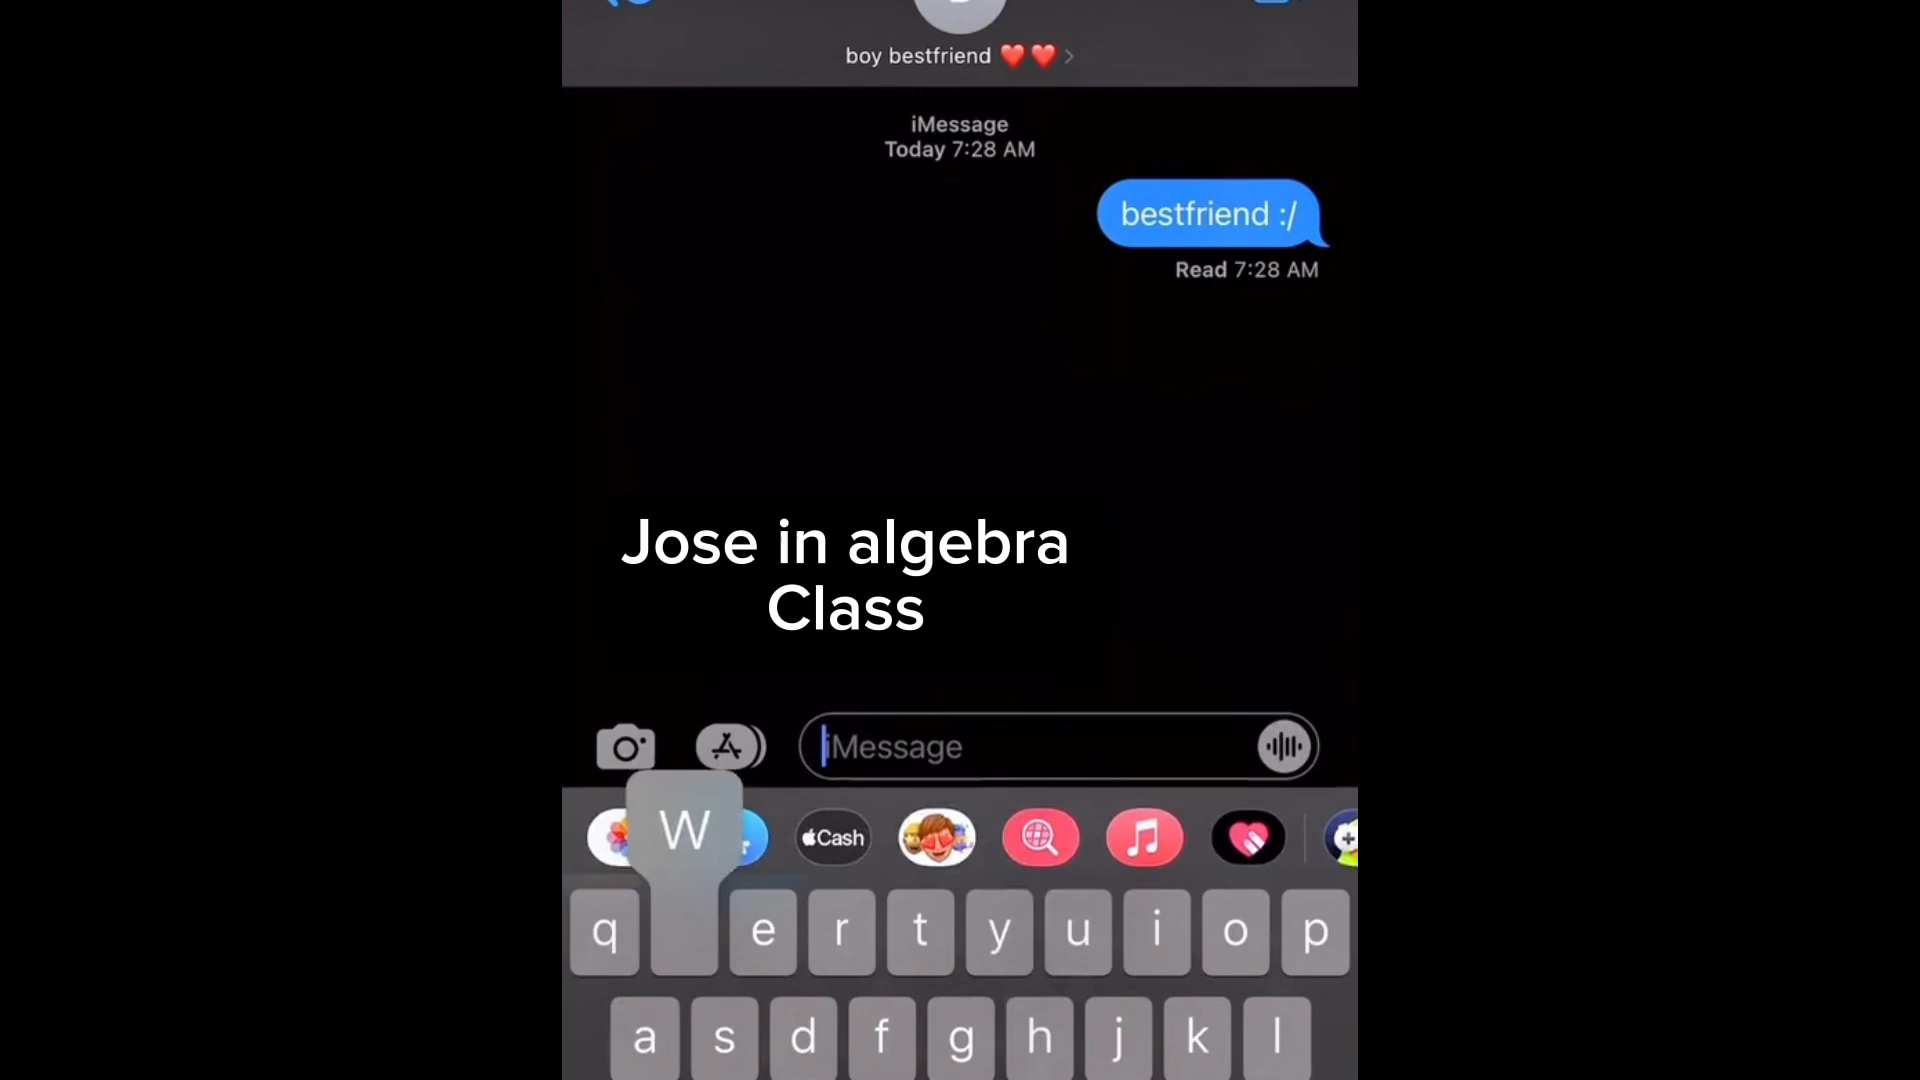 boy bestfriend ❤️❤️ >
iMessage
Today 7:28 AM
bestfriend :/
Read 7:28 AM
Jose in algebra
Class
iMessage
W
Cash
q e r t y u i o p
a s d f g h j k l